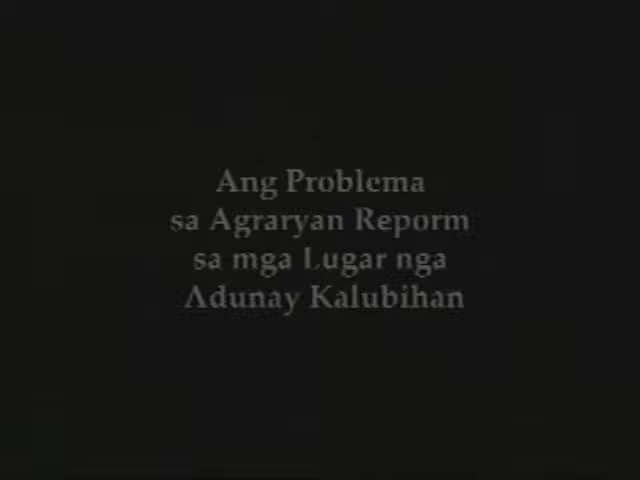 Ang Problema
sa Agraryan Reporm
sa mga Lugar nga
Adunay Kalubihan